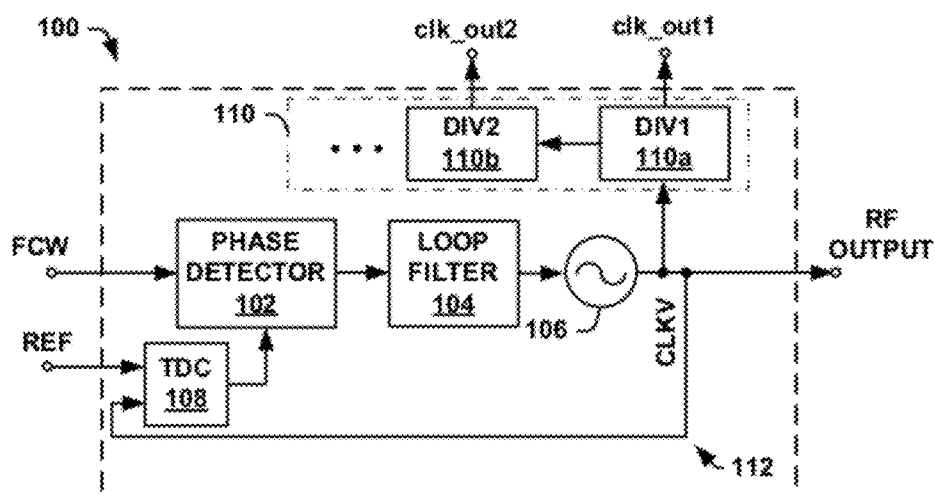 100
clk_out2
clk_out1
110
DIV2
110b
DIV1
110a
• • •
FCW
PHASE
DETECTOR
102
LOOP
FILTER
104
106
CLKV
RF
OUTPUT
REF
TDC
108
112